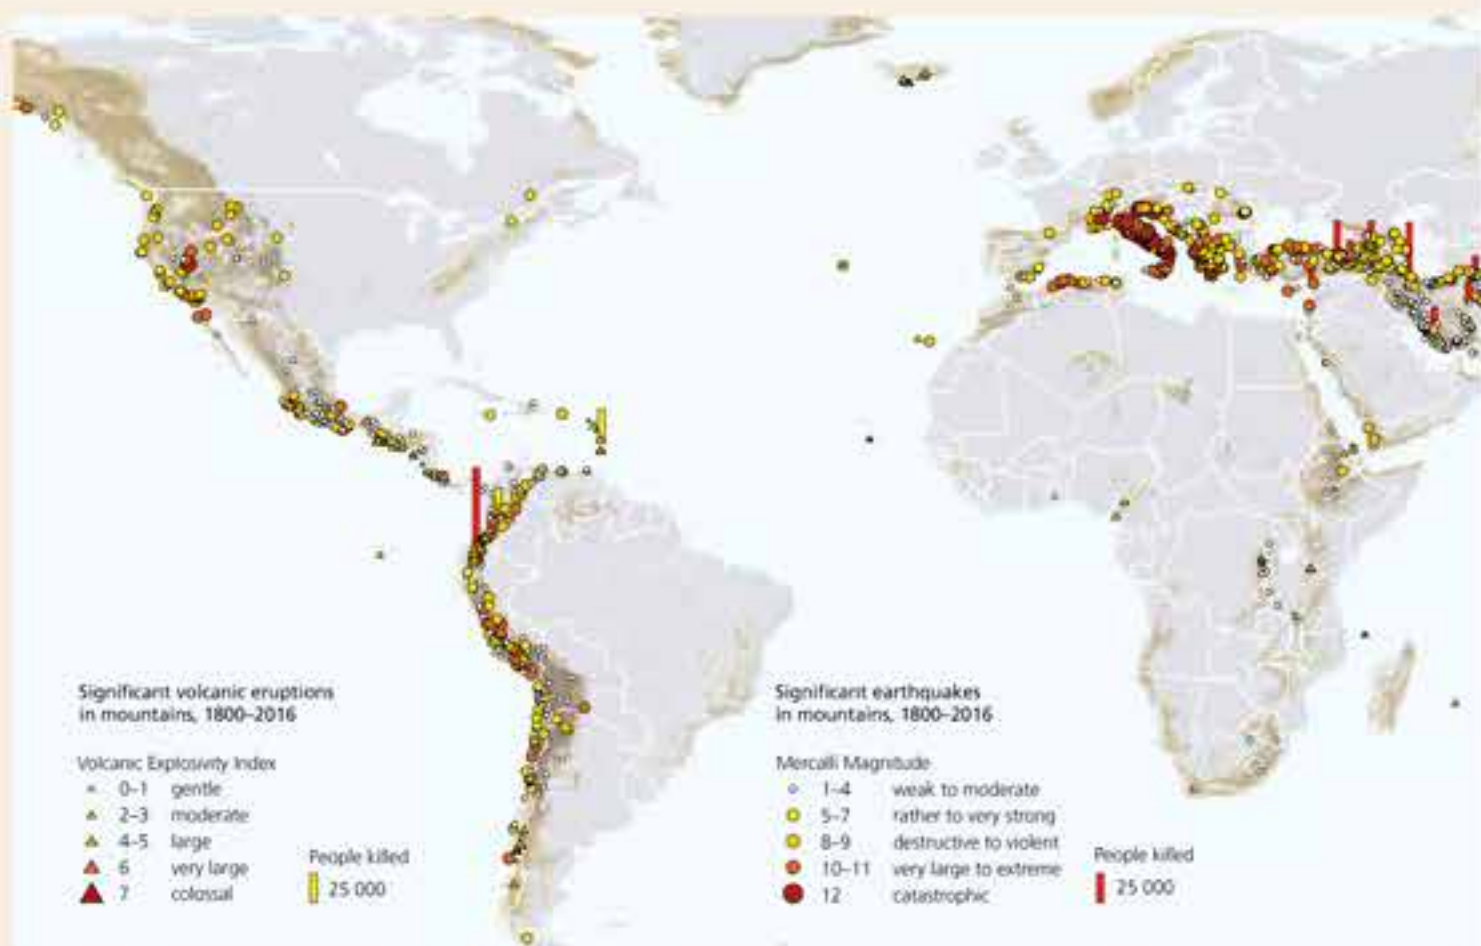 Significant volcanic eruptions
in mountains, 1800–2016
Volcanic Explosivity Index
0–1 gentle
2–3 moderate
4–5 large
6 very large
7 colossal
People killed
25 000
Significant earthquakes
in mountains, 1800–2016
Mercalli Magnitude
1–4 weak to moderate
5–7 rather to very strong
8–9 destructive to violent
10–11 very large to extreme
12 catastrophic
People killed
25 000